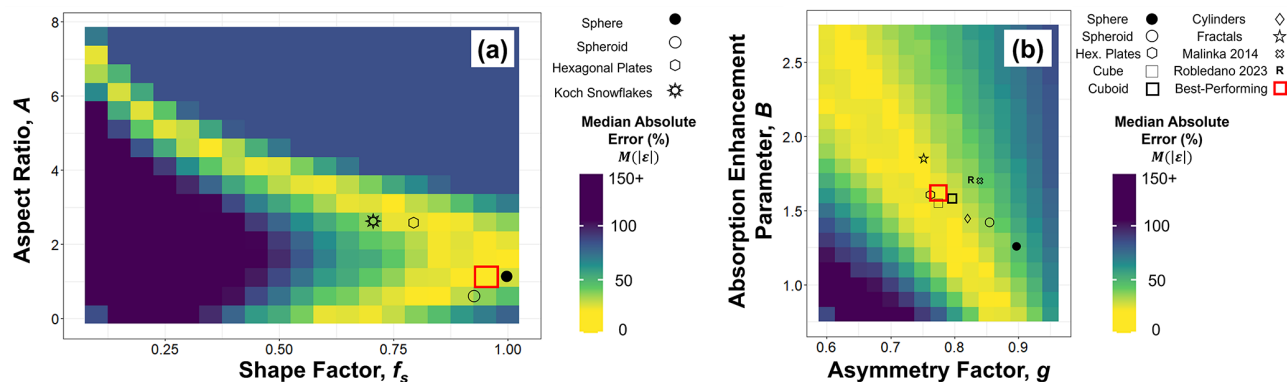 (a)
Aspect Ratio, A
8
6
4
2
0
0.25
0.50
0.75
1.00
Shape Factor, fs
Sphere
Spheroid
Hexagonal Plates
Koch Snowflakes
Median Absolute
Error (%)
M(|ε|)
150+
100
50
0
(b)
Absorption Enhancement
Parameter, B
2.5
2.0
1.5
1.0
0.6
0.7
0.8
0.9
Asymmetry Factor, g
R
Sphere
Spheroid
Hex. Plates
Cube
Cuboid
Cylinders
Fractals
Malinka 2014
Robledano 2023 R
Best-Performing
Median Absolute
Error (%)
M(|ε|)
150+
100
50
0